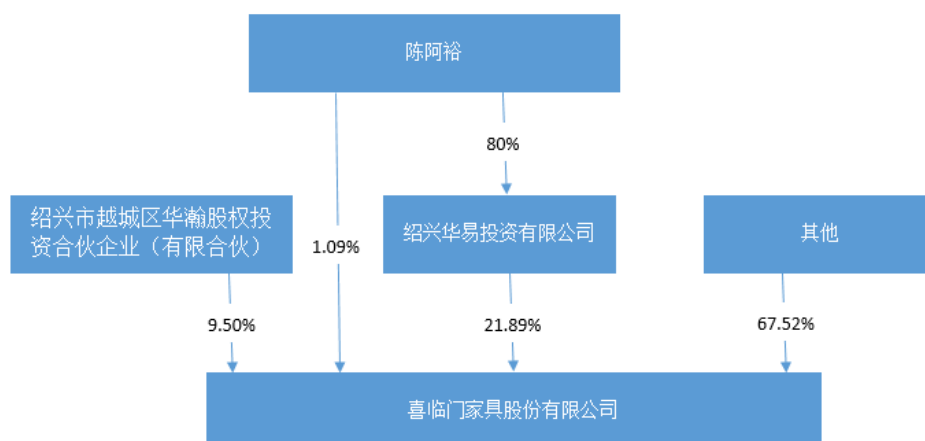 陈阿裕
80%
绍兴市越城区华瀚股权投
资合伙企业（有限合伙）
1.09%
绍兴华易投资有限公司
其他
9.50%
21.89%
67.52%
喜临门家具股份有限公司